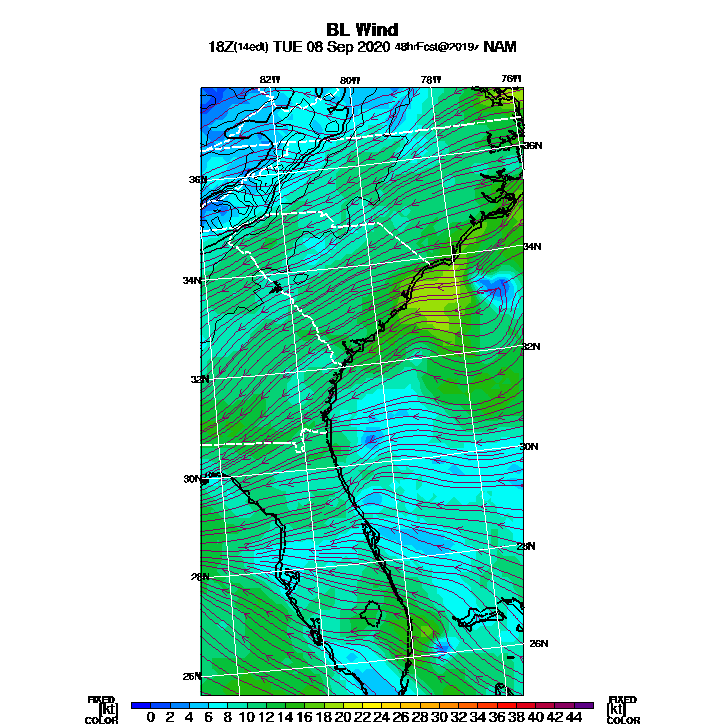 BL Wind
18Z(14edt) TUE 08 Sep 2020 48hrFcst@2019z NAM
82W 80W 78W 76W
36N
36N
34N
34N
32N
32N
30N
30N
28N
28N
26N
26N
FIXED FIXED
[kt] 0 2 4 6 8 10 12 14 16 18 20 22 24 26 28 30 32 34 36 38 40 42 44 [kt]
COLOR COLOR